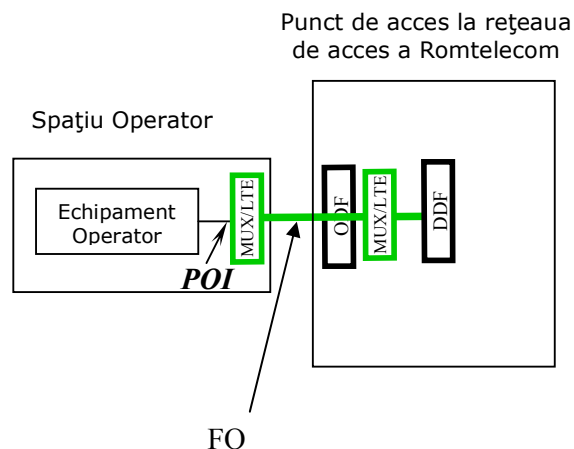 Punct de acces la reţeaua
de acces a Romtelecom
Spaţiu Operator
Echipament
Operator
MUX/LTE
ODF
MUX/LTE
DDF
POI
FO